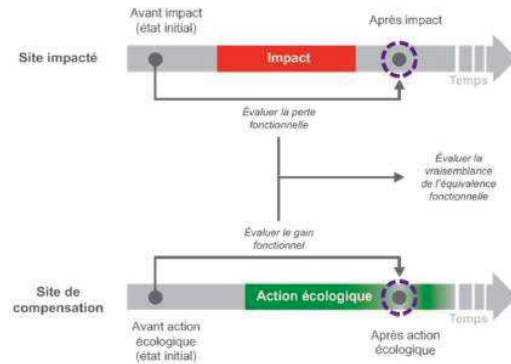 Avant impact
(état initial)
Après impact
Site impacté
Impact
Temps
Évaluer la perte
fonctionnelle
Évaluer la
vraisemblance
de l'équivalence
fonctionnelle
Évaluer le gain
fonctionnel
Site de
compensation
Action écologique
Temps
Avant action
écologique
(état initial)
Après action
écologique